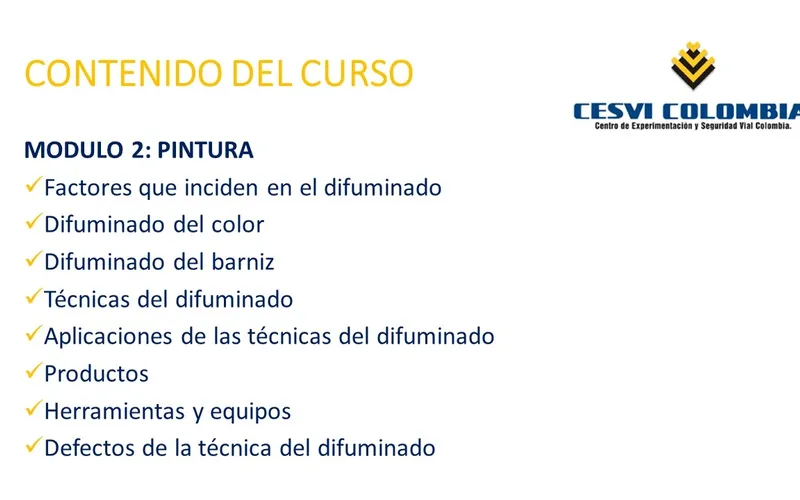 CONTENIDO DEL CURSO
CESVI COLOMBIA
Centro de Experimentación y Seguridad Vial Colombia.
MODULO 2: PINTURA
Factores que inciden en el difuminado
Difuminado del color
Difuminado del barniz
Técnicas del difuminado
Aplicaciones de las técnicas del difuminado
Productos
Herramientas y equipos
Defectos de la técnica del difuminado